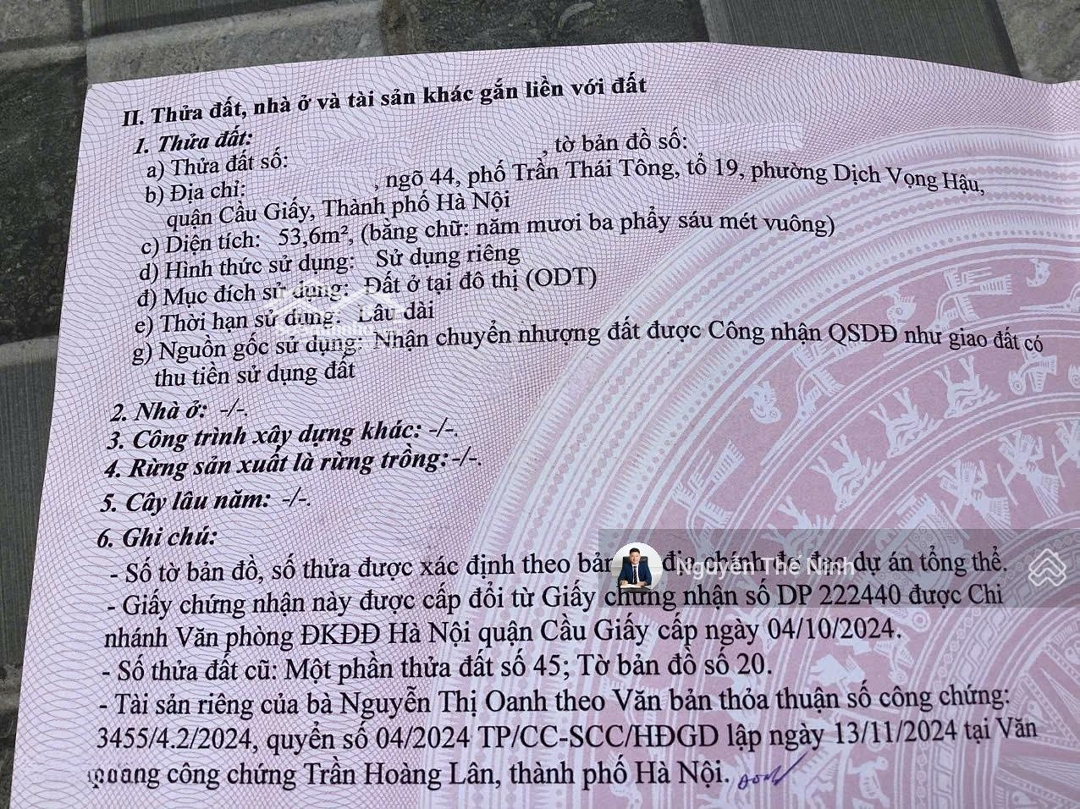 II. Thửa đất, nhà ở và tài sản khác gắn liền với đất
1. Thửa đất:
a) Thửa đất số: , tờ bản đồ số:
b) Địa chỉ: , ngõ 44, phố Trần Thái Tông, tổ 19, phường Dịch Vọng Hậu,
quận Cầu Giấy, Thành phố Hà Nội
c) Diện tích: 53,6m², (bằng chữ: năm mươi ba phẩy sáu mét vuông)
d) Hình thức sử dụng: Sử dụng riêng
đ) Mục đích sử dụng: Đất ở tại đô thị (ODT)
e) Thời hạn sử dụng: Lâu dài
g) Nguồn gốc sử dụng: Nhận chuyển nhượng đất được Công nhận QSDĐ như giao đất có
thu tiền sử dụng đất
2. Nhà ở: -/-.
3. Công trình xây dựng khác: -/-.
4. Rừng sản xuất là rừng trồng: -/-.
5. Cây lâu năm: -/-.
6. Ghi chú:
- Số tờ bản đồ, số thửa được xác định theo bản địa chính đo đạc dự án tổng thể.
Nguyễn Thế Ninh
- Giấy chứng nhận này được cấp đổi từ Giấy chứng nhận số DP 222440 được Chi
nhánh Văn phòng ĐKĐĐ Hà Nội quận Cầu Giấy cấp ngày 04/10/2024.
- Số thửa đất cũ: Một phần thửa đất số 45; Tờ bản đồ số 20.
- Tài sản riêng của bà Nguyễn Thị Oanh theo Văn bản thỏa thuận số công chứng:
3455/4.2/2024, quyển số 04/2024 TP/CC-SCC/HĐGD lập ngày 13/11/2024 tại Văn
công chứng Trần Hoàng Lân, thành phố Hà Nội.